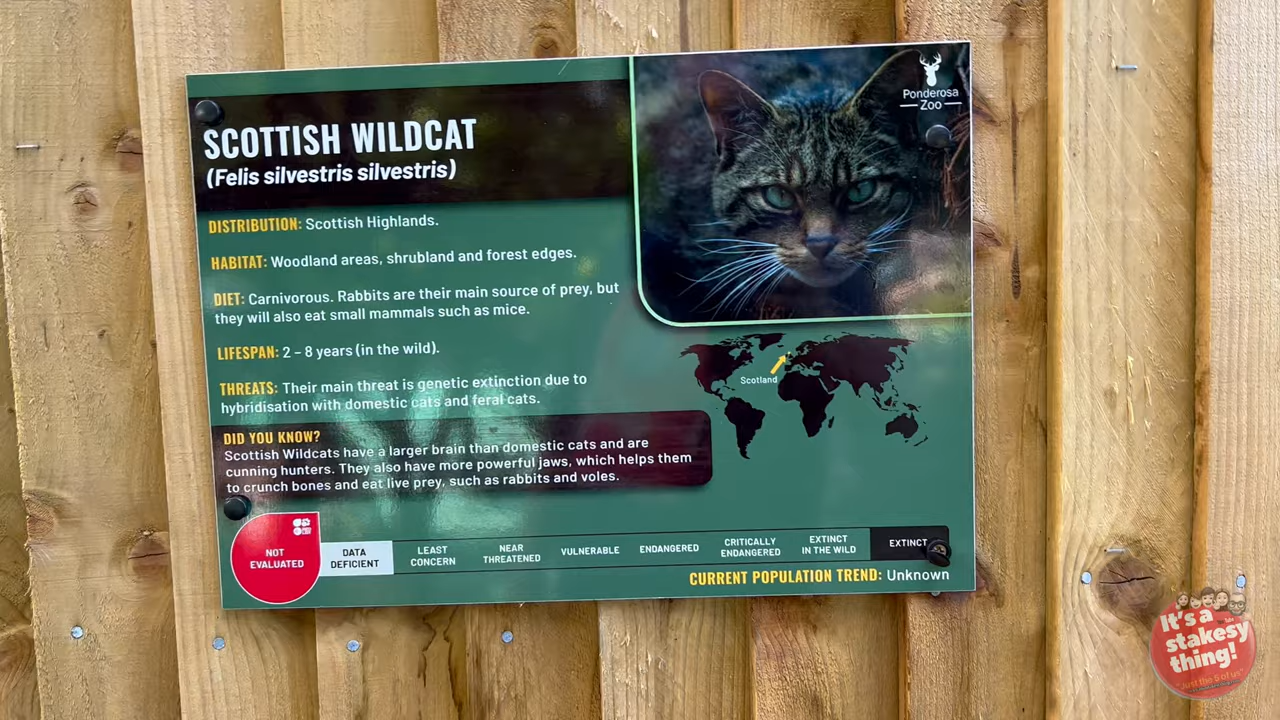 Ponderosa
Zoo
SCOTTISH WILDCAT
(Felis silvestris silvestris)
DISTRIBUTION: Scottish Highlands.
HABITAT: Woodland areas, shrubland and forest edges.
DIET: Carnivorous. Rabbits are their main source of prey, but
they will also eat small mammals such as mice.
LIFESPAN: 2 – 8 years (in the wild).
THREATS: Their main threat is genetic extinction due to
hybridisation with domestic cats and feral cats.
Scotland
DID YOU KNOW?
Scottish Wildcats have a larger brain than domestic cats and are
cunning hunters. They also have more powerful jaws, which helps them
to crunch bones and eat live prey, such as rabbits and voles.
NOT
EVALUATED
DATA
DEFICIENT
LEAST
CONCERN
NEAR
THREATENED
VULNERABLE
ENDANGERED
CRITICALLY
ENDANGERED
EXTINCT
IN THE WILD
EXTINCT
CURRENT POPULATION TREND: Unknown
It's a
stakesy
thing!
"Just the 6 of us"